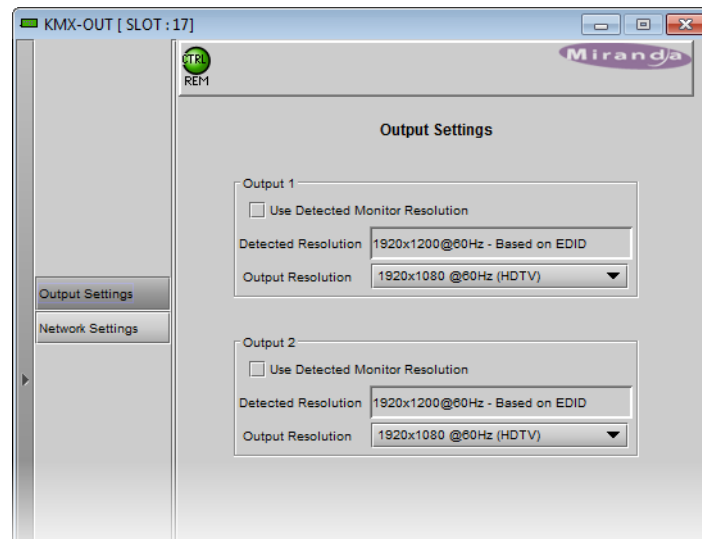 KMX-OUT [ SLOT : 17]
CTRL
REM
Miranda
Output Settings
Output 1
Use Detected Monitor Resolution
Detected Resolution 1920x1200@60Hz - Based on EDID
Output Resolution 1920x1080 @60Hz (HDTV)
Output Settings
Network Settings
Output 2
Use Detected Monitor Resolution
Detected Resolution 1920x1200@60Hz - Based on EDID
Output Resolution 1920x1080 @60Hz (HDTV)